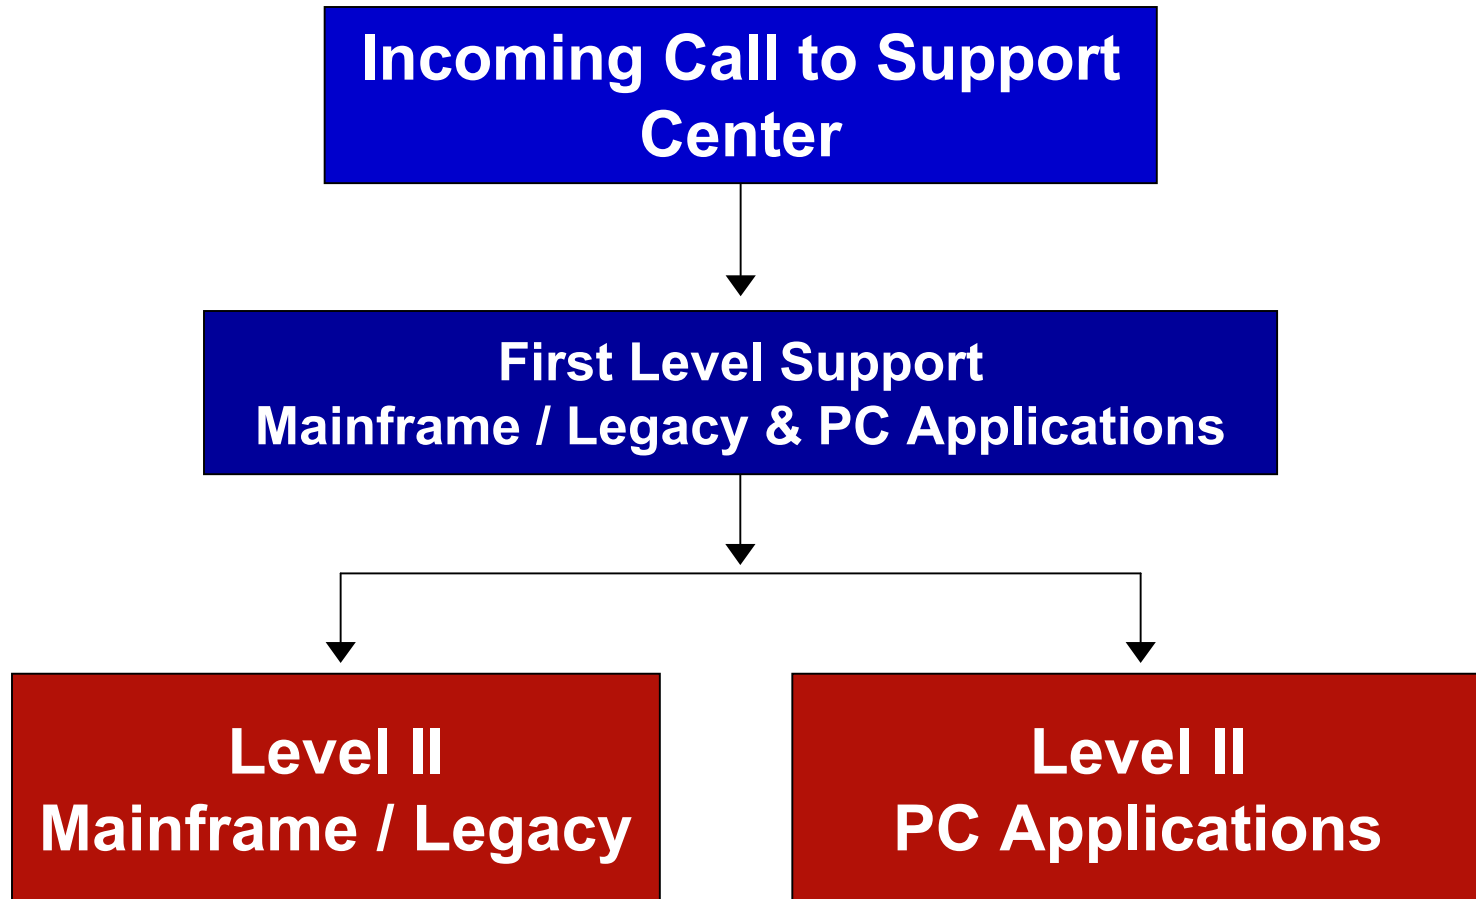 Incoming Call to Support
Center
First Level Support
Mainframe / Legacy & PC Applications
Level II
Mainframe / Legacy
Level II
PC Applications